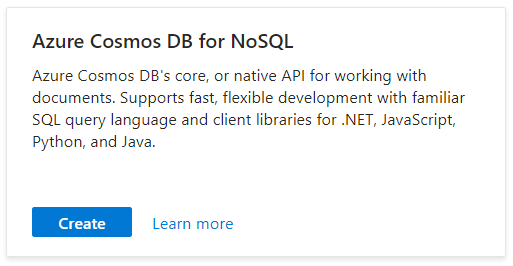 Azure Cosmos DB for NoSQL
Azure Cosmos DB's core, or native API for working with
documents. Supports fast, flexible development with familiar
SQL query language and client libraries for .NET, JavaScript,
Python, and Java.
Create
Learn more